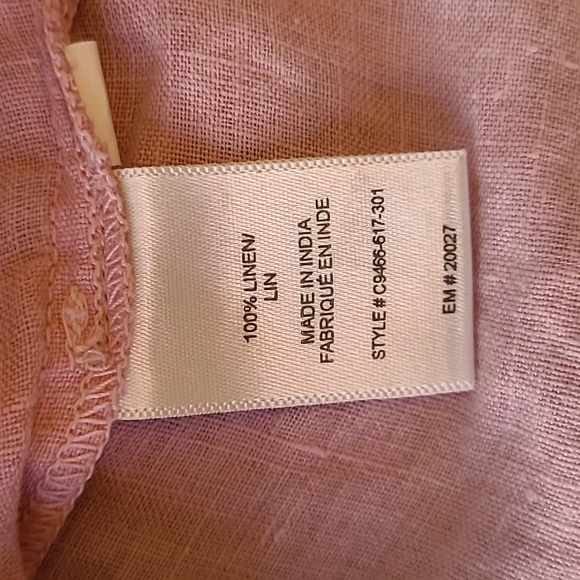 100% LINEN/
LIN
MADE IN INDIA
FABRIQUÉ EN INDE
STYLE # C9466-617-301
EM # 20027